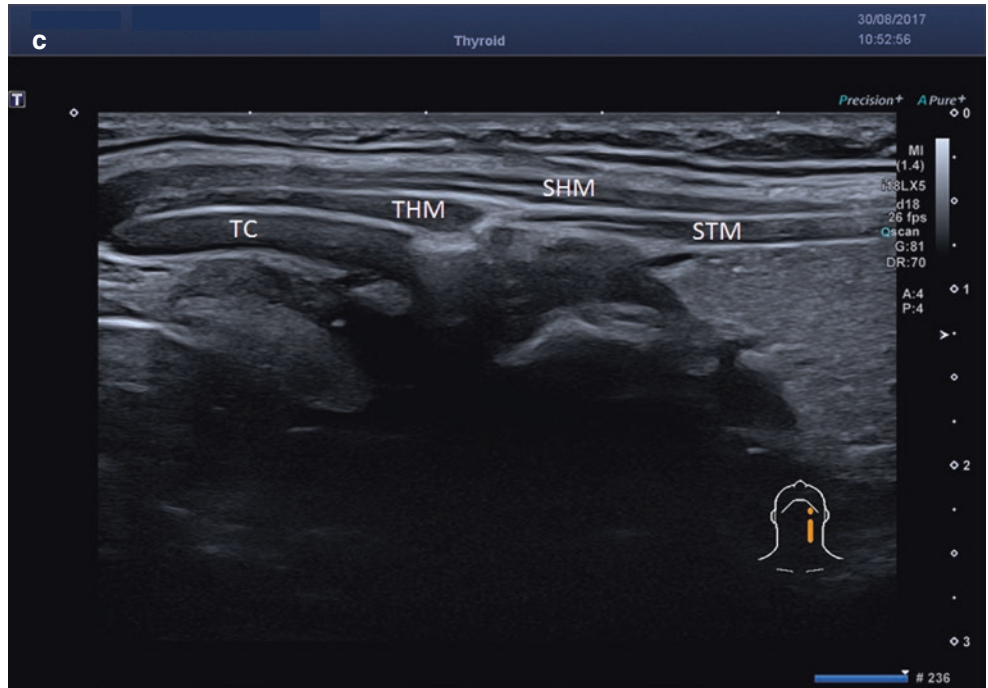 c
30/08/2017
Thyroid
10:52:56
T
Precision+ APure+
0
MI
(1.4)
i18LX5
d18
26 fps
Qscan
G:81
DR:70
A:4
P:4
SHM
THM
TC
STM
1
2
3
# 236